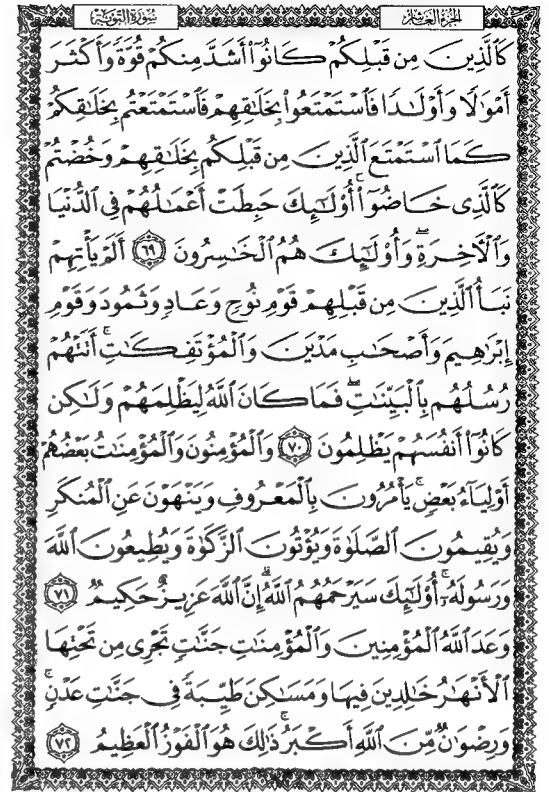 الجزء العاشر
سورة التوبة
كَالَّذِينَ مِن قَبْلِكُمْ كَانُوٓا۟ أَشَدَّ مِنكُمْ قُوَّةً وَأَكْثَرَ
أَمْوَٰلًا وَأَوْلَٰدًا فَٱسْتَمْتَعُوا۟ بِخَلَٰقِهِمْ فَٱسْتَمْتَعْتُم بِخَلَٰقِكُمْ
كَمَا ٱسْتَمْتَعَ ٱلَّذِينَ مِن قَبْلِكُم بِخَلَٰقِهِمْ وَخُضْتُمْ
كَٱلَّذِى خَاضُوٓا۟ ۚ أُو۟لَٰٓئِكَ حَبِطَتْ أَعْمَٰلُهُمْ فِى ٱلدُّنْيَا
وَٱلْءَاخِرَةِ ۖ وَأُو۟لَٰٓئِكَ هُمُ ٱلْخَٰسِرُونَ ٦٩ أَلَمْ يَأْتِهِمْ
نَبَأُ ٱلَّذِينَ مِن قَبْلِهِمْ قَوْمِ نُوحٍ وَعَادٍ وَثَمُودَ وَقَوْمِ
إِبْرَٰهِيمَ وَأَصْحَٰبِ مَدْيَنَ وَٱلْمُؤْتَفِكَٰتِ ۚ أَتَتْهُمْ
رُسُلُهُم بِٱلْبَيِّنَٰتِ ۖ فَمَا كَانَ ٱللَّهُ لِيَظْلِمَهُمْ وَلَٰكِن
كَانُوٓا۟ أَنفُسَهُمْ يَظْلِمُونَ ٧٠ وَٱلْمُؤْمِنُونَ وَٱلْمُؤْمِنَٰتُ بَعْضُهُمْ
أَوْلِيَآءُ بَعْضٍ ۚ يَأْمُرُونَ بِٱلْمَعْرُوفِ وَيَنْهَوْنَ عَنِ ٱلْمُنكَرِ
وَيُقِيمُونَ ٱلصَّلَوٰةَ وَيُؤْتُونَ ٱلزَّكَوٰةَ وَيُطِيعُونَ ٱللَّهَ
وَرَسُولَهُۥٓ ۚ أُو۟لَٰٓئِكَ سَيَرْحَمُهُمُ ٱللَّهُ ۗ إِنَّ ٱللَّهَ عَزِيزٌ حَكِيمٌ ٧١
وَعَدَ ٱللَّهُ ٱلْمُؤْمِنِينَ وَٱلْمُؤْمِنَٰتِ جَنَّٰتٍ تَجْرِى مِن تَحْتِهَا
ٱلْأَنْهَٰرُ خَٰلِدِينَ فِيهَا وَمَسَٰكِنَ طَيِّبَةً فِى جَنَّٰتِ عَدْنٍ ۚ
وَرِضْوَٰنٌ مِّنَ ٱللَّهِ أَكْبَرُ ۚ ذَٰلِكَ هُوَ ٱلْفَوْزُ ٱلْعَظِيمُ ٧٢